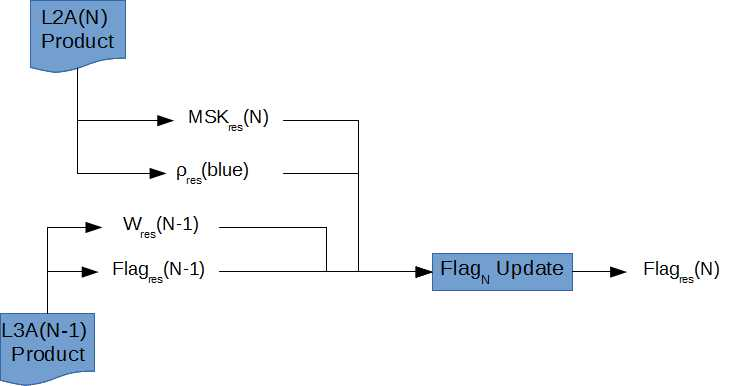 L2A(N)
Product
MSKres(N)
ρres(blue)
Wres(N-1)
Flagres(N-1)
FlagN Update
Flagres(N)
L3A(N-1)
Product